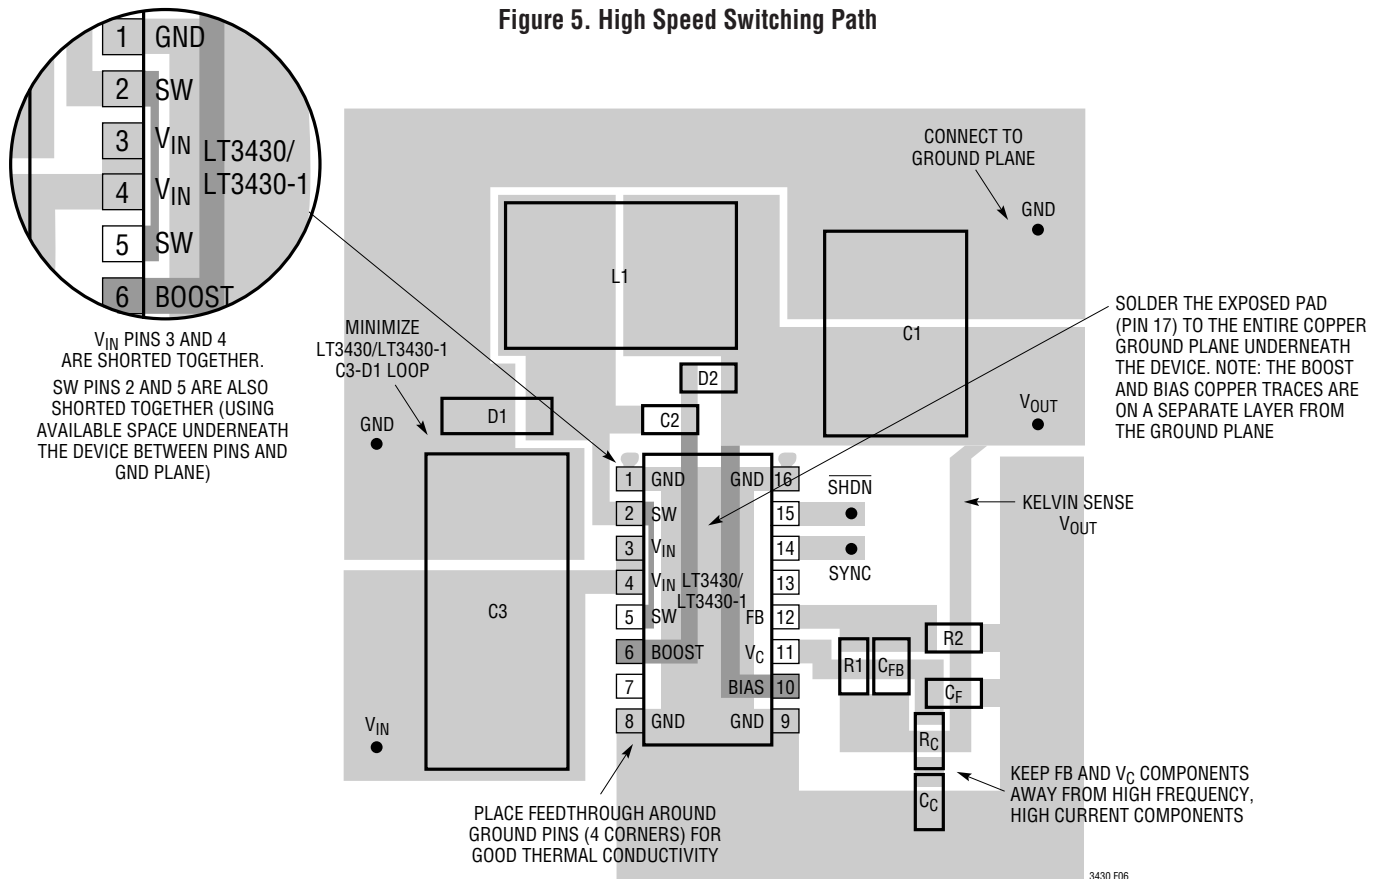 Figure 5. High Speed Switching Path
1 GND
2 SW
3 VIN
4 VIN
5 SW
6 BOOST
LT3430/
LT3430-1
VIN PINS 3 AND 4
ARE SHORTED TOGETHER.
SW PINS 2 AND 5 ARE ALSO
SHORTED TOGETHER (USING
AVAILABLE SPACE UNDERNEATH
THE DEVICE BETWEEN PINS AND
GND PLANE)
MINIMIZE
LT3430/LT3430-1
C3-D1 LOOP
GND
D1
L1
D2
C2
C1
CONNECT TO
GROUND PLANE
GND
SOLDER THE EXPOSED PAD
(PIN 17) TO THE ENTIRE COPPER
GROUND PLANE UNDERNEATH
THE DEVICE. NOTE: THE BOOST
AND BIAS COPPER TRACES ARE
ON A SEPARATE LAYER FROM
THE GROUND PLANE
VOUT
KELVIN SENSE
VOUT
C3
VIN
1 GND
2 SW
3 VIN
4 VIN
5 SW
6 BOOST
7
8 GND
LT3430/
LT3430-1
GND 16
15
14
13
FB 12
VC 11
BIAS 10
GND 9
SHDN
SYNC
R1
CFB
R2
CF
RC
CC
PLACE FEEDTHROUGH AROUND
GROUND PINS (4 CORNERS) FOR
GOOD THERMAL CONDUCTIVITY
KEEP FB AND VC COMPONENTS
AWAY FROM HIGH FREQUENCY,
HIGH CURRENT COMPONENTS
3430 F06